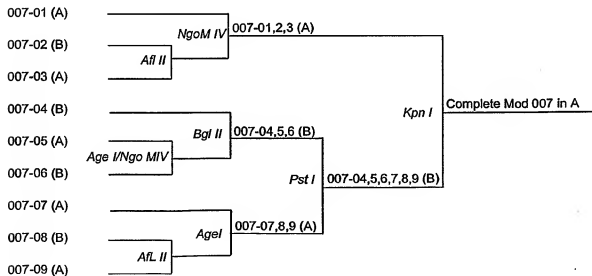 007-01 (A)
NgoM IV
007-01,2,3 (A)
007-02 (B)
Afl II
007-03 (A)
Kpn I
Complete Mod 007 in A
007-04 (B)
Bgl II
007-04,5,6 (B)
007-05 (A)
Age I/Ngo MIV
007-06 (B)
Pst I
007-04,5,6,7,8,9 (B)
007-07 (A)
AgeI
007-07,8,9 (A)
007-08 (B)
AfL II
007-09 (A)